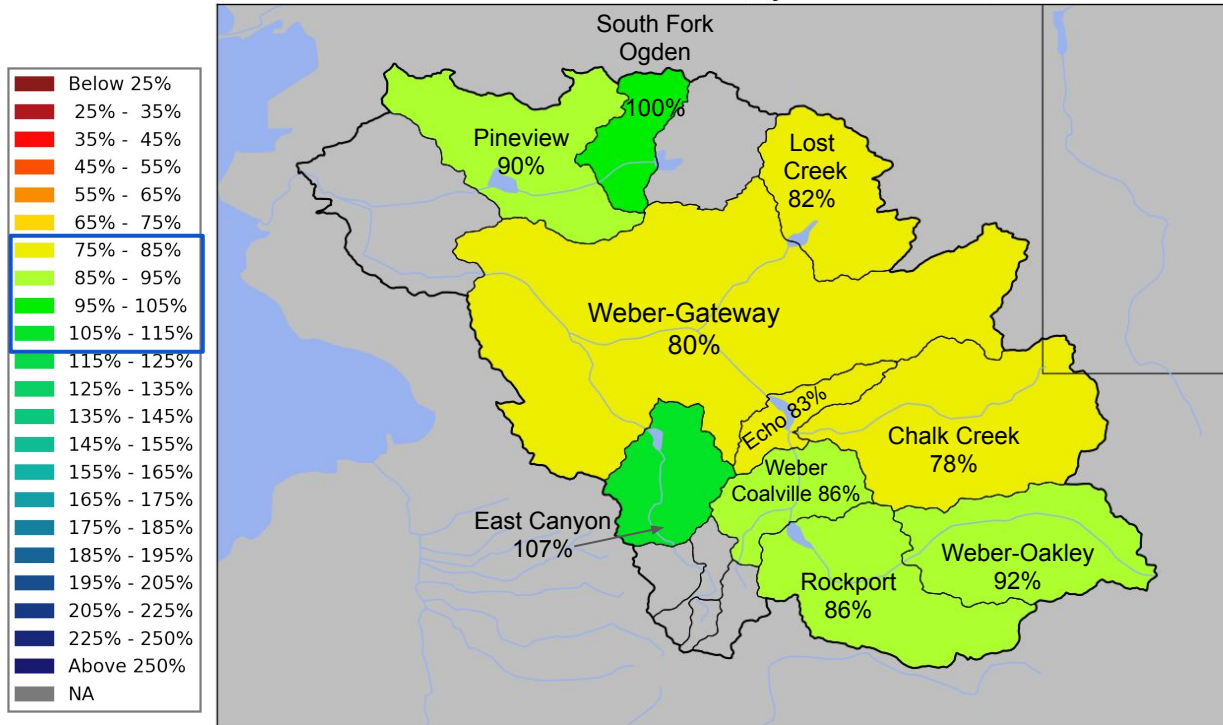 Below 25%
25% - 35%
35% - 45%
45% - 55%
55% - 65%
65% - 75%
75% - 85%
85% - 95%
95% - 105%
105% - 115%
115% - 125%
125% - 135%
135% - 145%
145% - 155%
155% - 165%
165% - 175%
175% - 185%
185% - 195%
195% - 205%
205% - 225%
225% - 250%
Above 250%
NA
South Fork
Ogden
100%
Pineview
90%
Lost
Creek
82%
Weber-Gateway
80%
Echo 83%
Chalk Creek
78%
Weber
Coalville 86%
East Canyon
107%
Weber-Oakley
92%
Rockport
86%